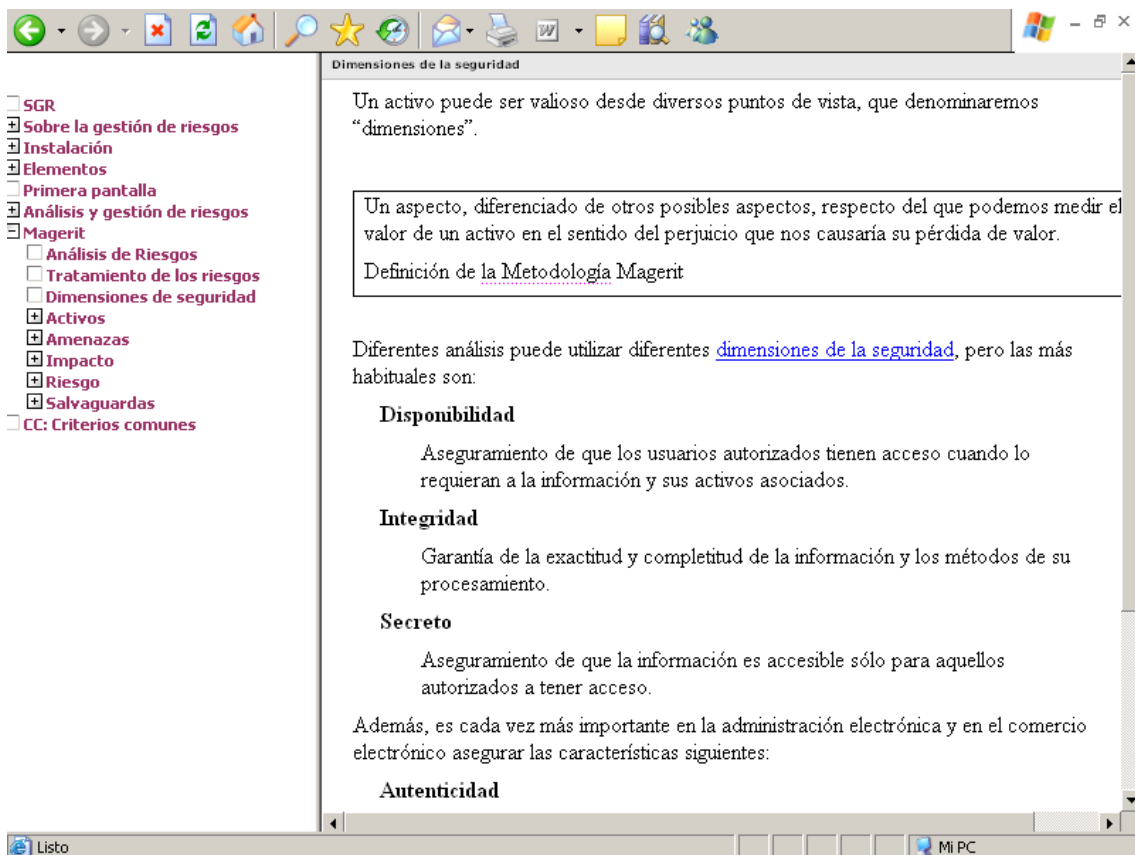 Dimensiones de la seguridad
SGR
Sobre la gestión de riesgos
Instalación
Elementos
Primera pantalla
Análisis y gestión de riesgos
Magerit
Análisis de Riesgos
Tratamiento de los riesgos
Dimensiones de seguridad
Activos
Amenazas
Impacto
Riesgo
Salvaguardas
CC: Criterios comunes
Un activo puede ser valioso desde diversos puntos de vista, que denominaremos
“dimensiones”.
Un aspecto, diferenciado de otros posibles aspectos, respecto del que podemos medir el
valor de un activo en el sentido del perjuicio que nos causaría su pérdida de valor.
Definición de la Metodología Magerit
Diferentes análisis puede utilizar diferentes dimensiones de la seguridad, pero las más
habituales son:
Disponibilidad
Aseguramiento de que los usuarios autorizados tienen acceso cuando lo
requieran a la información y sus activos asociados.
Integridad
Garantía de la exactitud y completitud de la información y los métodos de su
procesamiento.
Secreto
Aseguramiento de que la información es accesible sólo para aquellos
autorizados a tener acceso.
Además, es cada vez más importante en la administración electrónica y en el comercio
electrónico asegurar las características siguientes:
Autenticidad
Listo
Mi PC